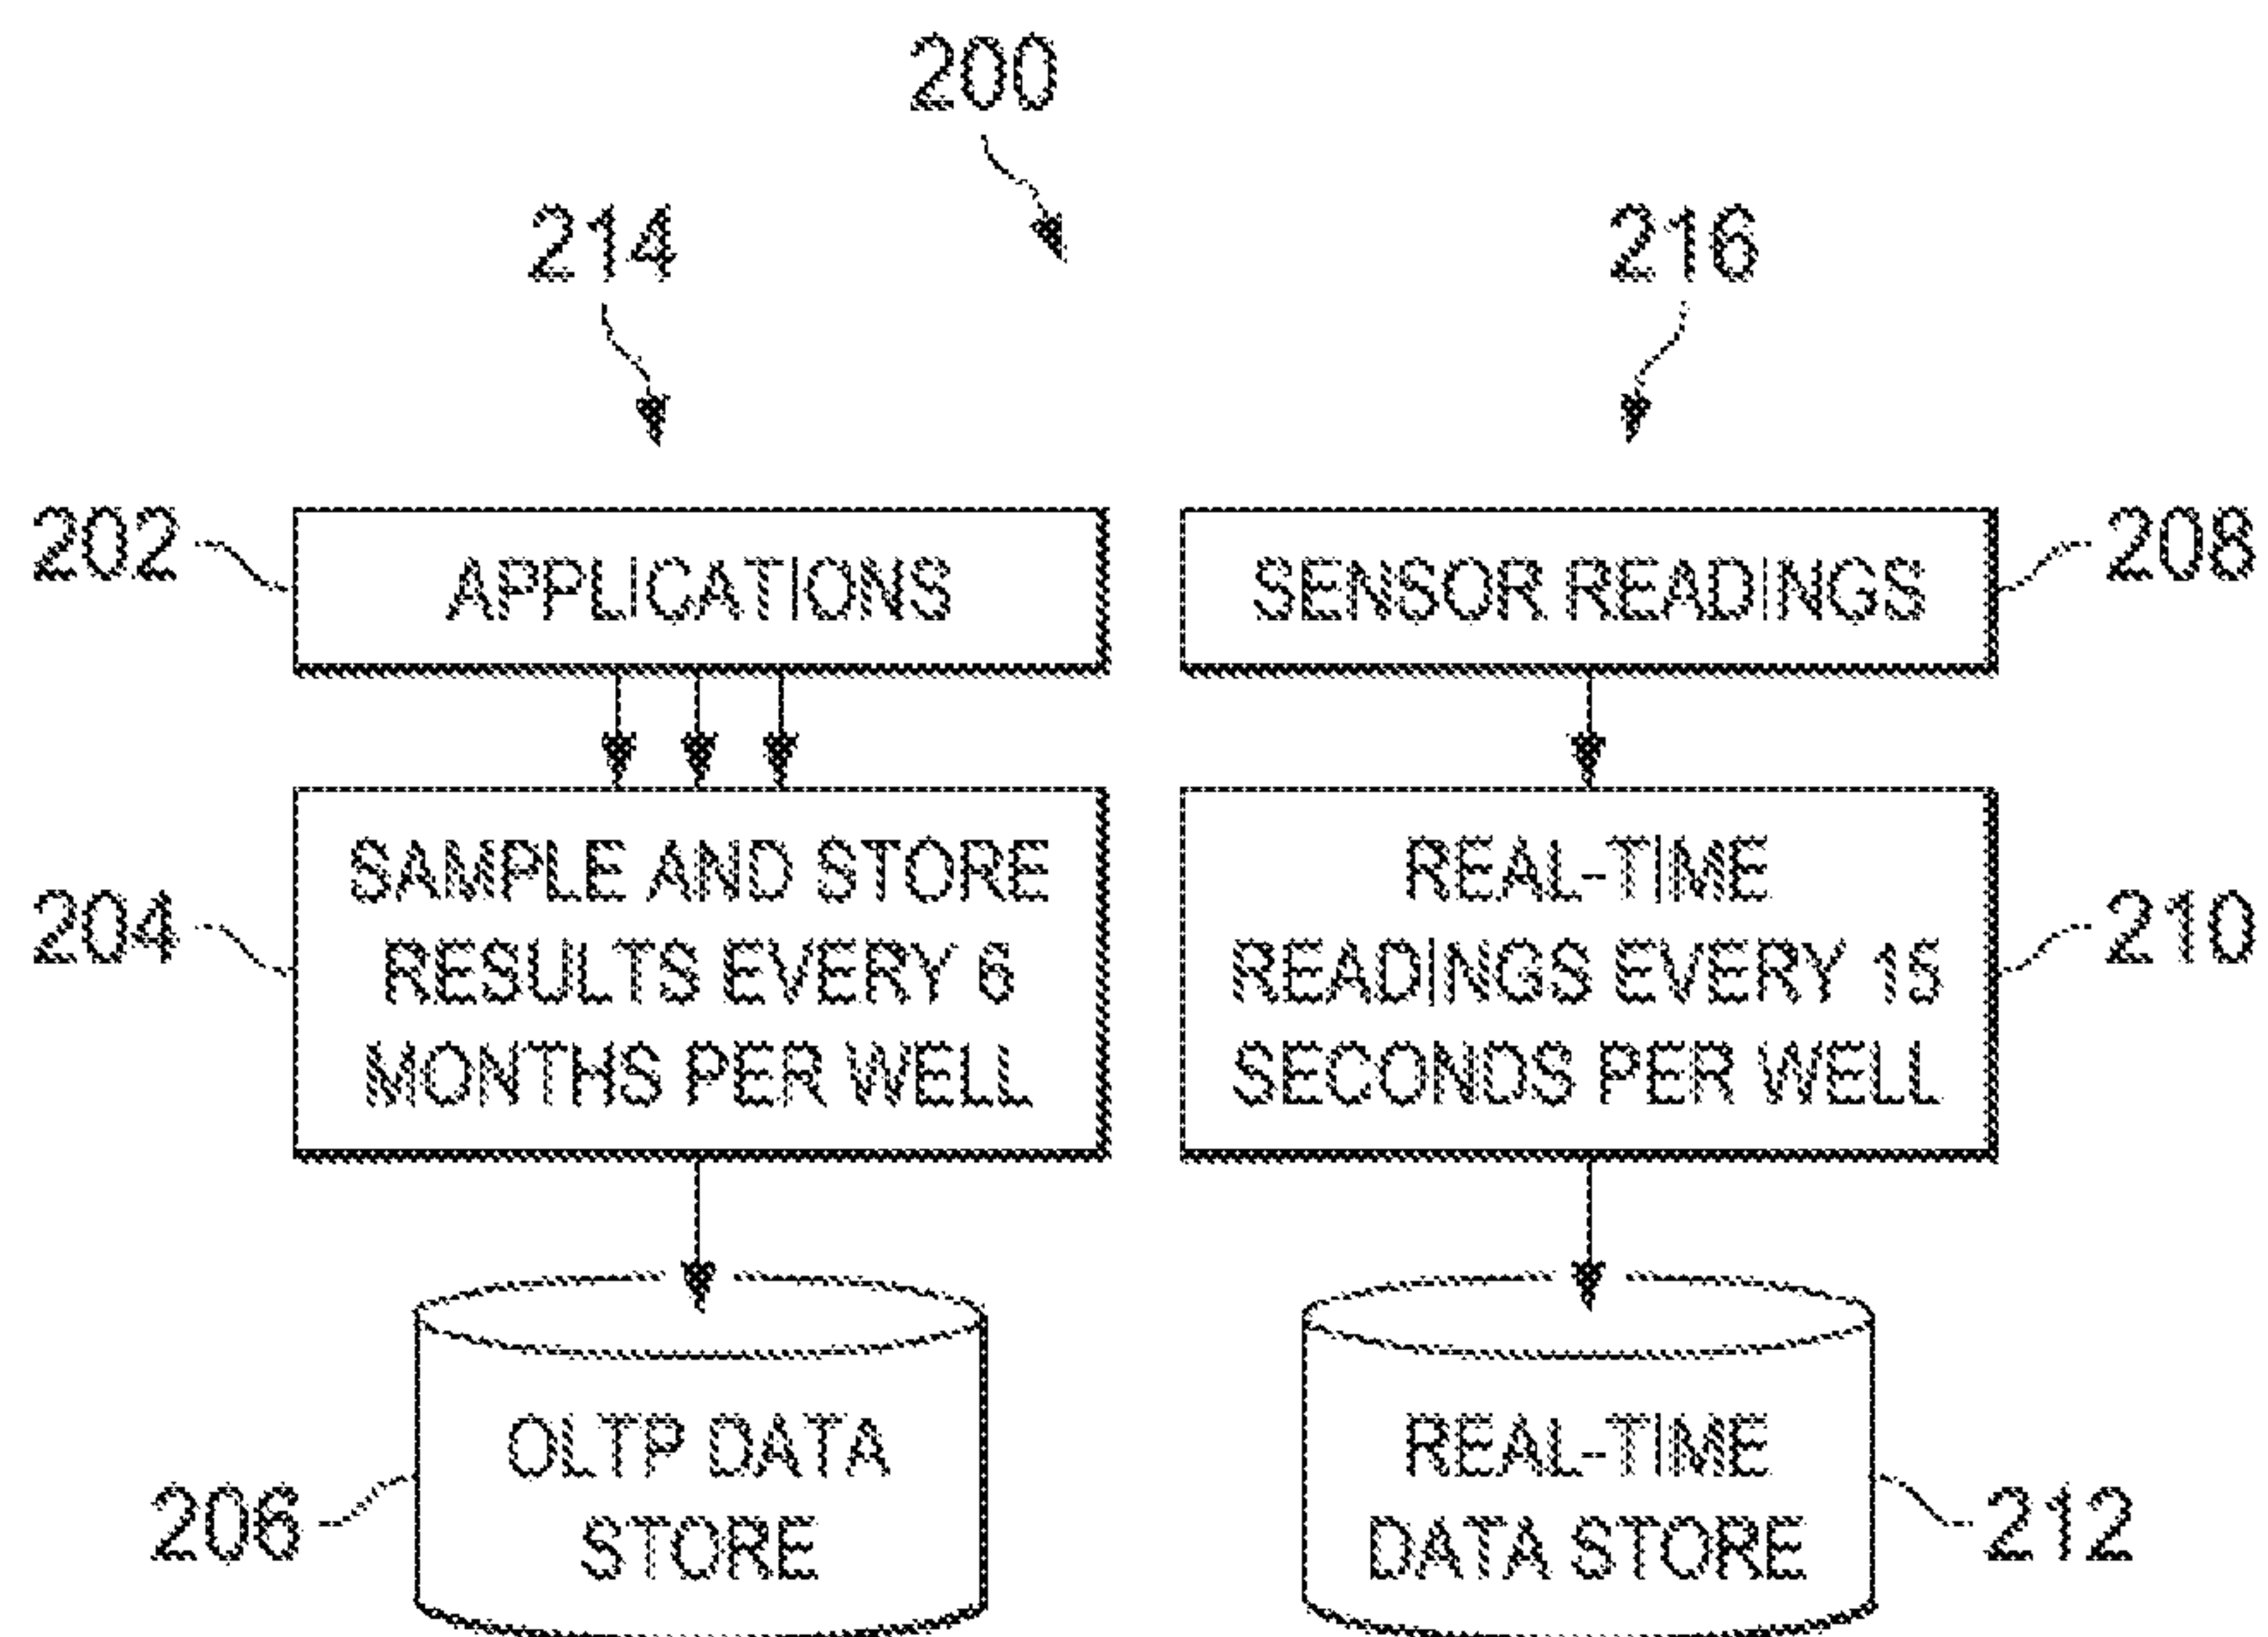 200
214
216
202
APPLICATIONS
SENSOR READINGS
208
204
SAMPLE AND STORE
RESULTS EVERY 6
MONTHS PER WELL
REAL-TIME
READINGS EVERY 15
SECONDS PER WELL
210
206
OLTP DATA
STORE
REAL-TIME
DATA STORE
212